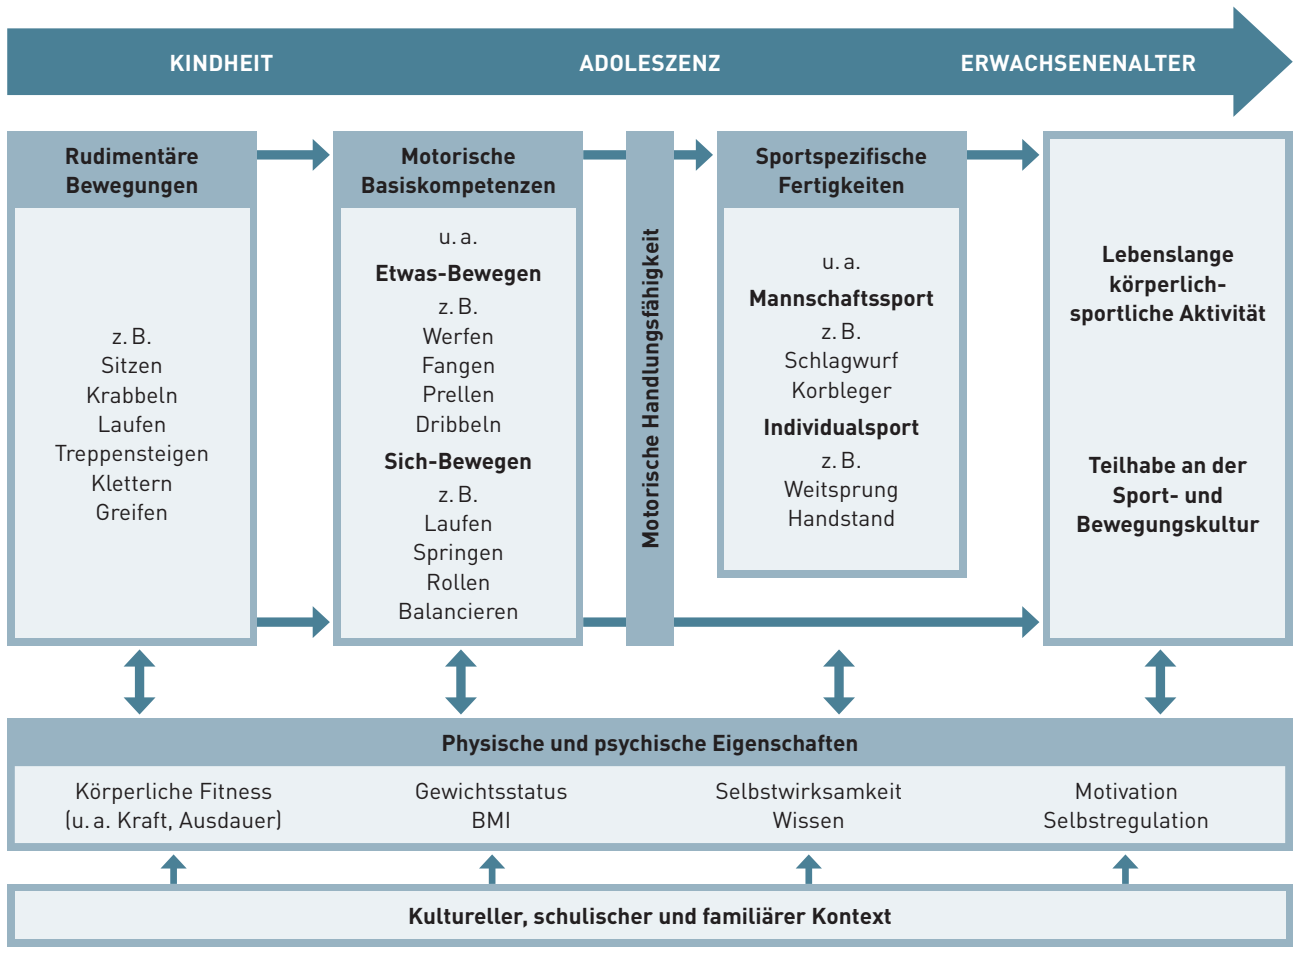 KINDHEIT
ADOLESZENZ
ERWACHSENENALTER
Rudimentäre
Bewegungen
z. B.
Sitzen
Krabbeln
Laufen
Treppensteigen
Klettern
Greifen
Motorische
Basiskompetenzen
u. a.
Etwas-Bewegen
z. B.
Werfen
Fangen
Prellen
Dribbeln
Sich-Bewegen
z. B.
Laufen
Springen
Rollen
Balancieren
Motorische Handlungsfähigkeit
Sportspezifische
Fertigkeiten
u. a.
Mannschaftssport
z. B.
Schlagwurf
Korbleger
Individualsport
z. B.
Weitsprung
Handstand
Lebenslange
körperlich-
sportliche Aktivität
Teilhabe an der
Sport- und
Bewegungskultur
Physische und psychische Eigenschaften
Körperliche Fitness
(u. a. Kraft, Ausdauer)
Gewichtsstatus
BMI
Selbstwirksamkeit
Wissen
Motivation
Selbstregulation
Kultureller, schulischer und familiärer Kontext